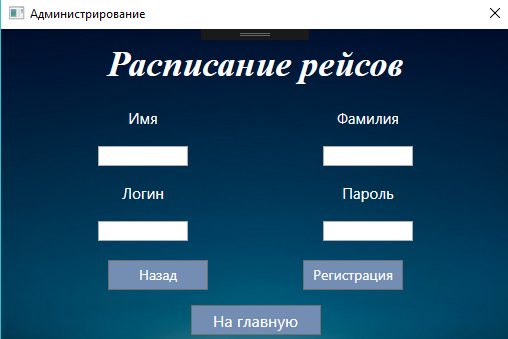 Администрирование
Расписание рейсов
Имя Фамилия
Логин Пароль
Назад Регистрация
На главную